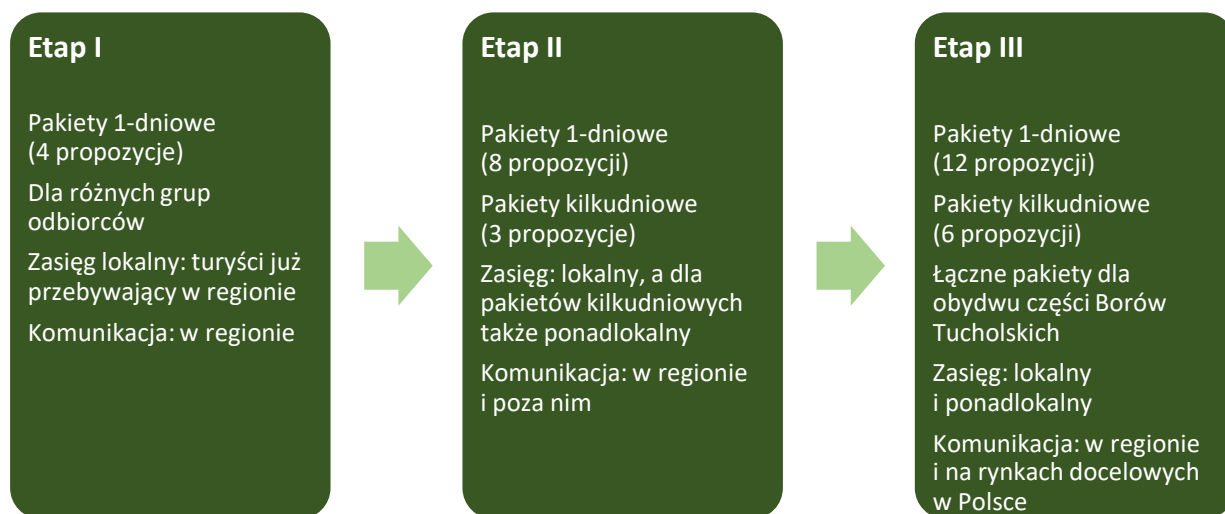 Etap I
Pakiety 1-dniowe
(4 propozycje)
Dla różnych grup
odbiorców
Zasięg lokalny: turyści już
przebywający w regionie
Komunikacja: w regionie
Etap II
Pakiety 1-dniowe
(8 propozycji)
Pakiety kilkudniowe
(3 propozycje)
Zasięg: lokalny, a dla
pakietów kilkudniowych
także ponadlokalny
Komunikacja: w regionie
i poza nim
Etap III
Pakiety 1-dniowe
(12 propozycji)
Pakiety kilkudniowe
(6 propozycji)
Łączne pakiety dla
obydwu części Borów
Tucholskich
Zasięg: lokalny
i ponadlokalny
Komunikacja: w regionie
i na rynkach docelowych
w Polsce